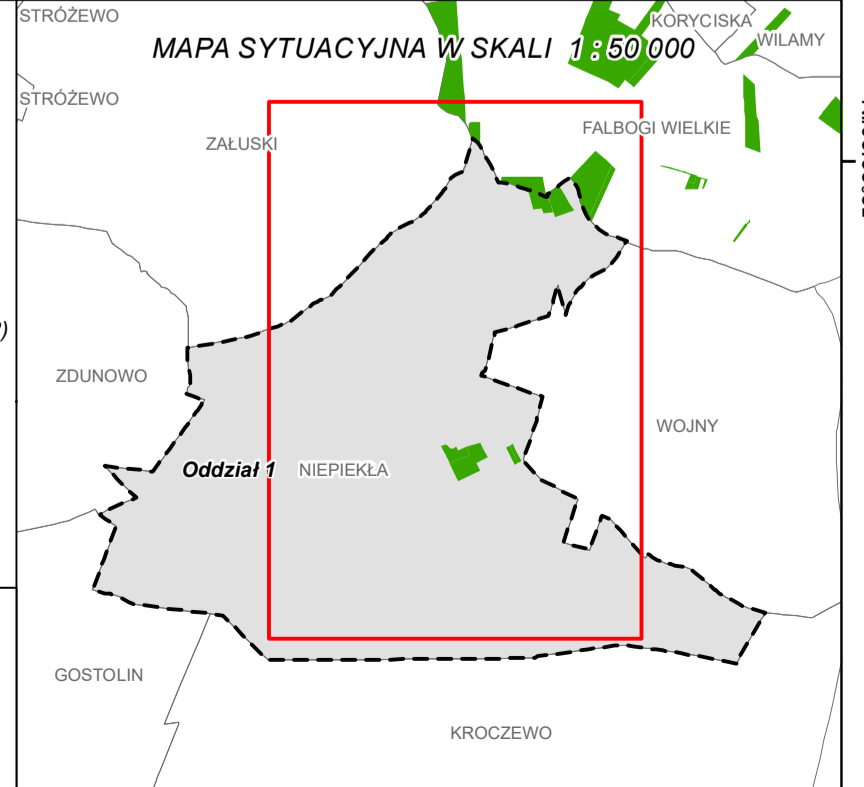 STRÓŻEWO
KORYCISKA
WILAMY
MAPA SYTUACYJNA W SKALI 1 : 50 000
STRÓŻEWO
ZAŁUSKI
FALBOGI WIELKIE
ZDUNOWO
WOJNY
Oddział 1
NIEPIEKŁA
GOSTOLIN
KROCZEWO